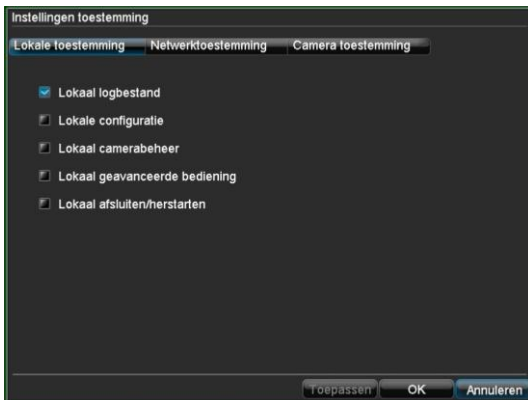 Instellingen toestemming
Lokale toestemming Netwerktoestemming Camera toestemming
Lokaal logbestand
Lokale configuratie
Lokaal camerabeheer
Lokaal geavanceerde bediening
Lokaal afsluiten/herstarten
Toepassen OK Annuleren